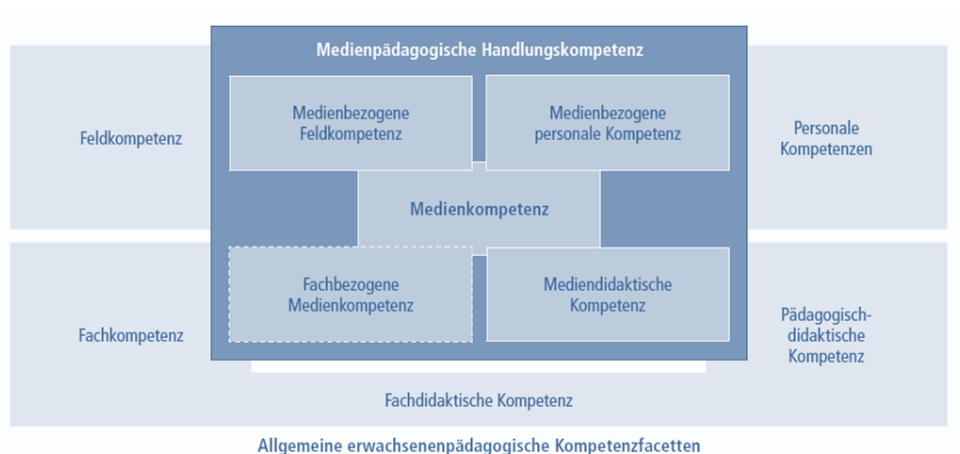 Medienpädagogische Handlungskompetenz
Medienbezogene
Feldkompetenz
Medienbezogene
personale Kompetenz
Feldkompetenz
Personale
Kompetenzen
Medienkompetenz
Fachbezogene
Medienkompetenz
Mediendidaktische
Kompetenz
Fachkompetenz
Pädagogisch-
didaktische
Kompetenz
Fachdidaktische Kompetenz
Allgemeine erwachsenenpädagogische Kompetenzfacetten